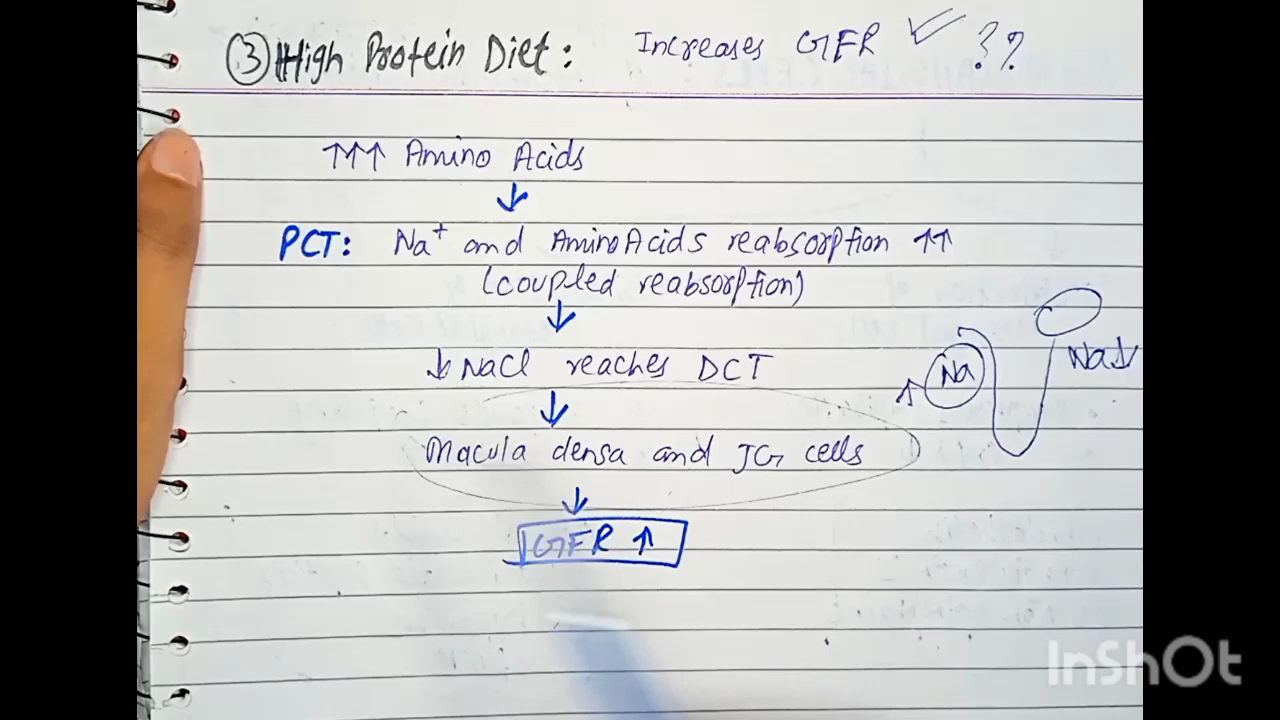 ③ High Protein Diet: Increases GFR ✓ ??
↑↑↑ Amino Acids
↓
PCT: Na⁺ and Amino Acids reabsorption ↑↑
(coupled reabsorption)
↓
↓ NaCl reaches DCT
↑ Na Na↓
↓
Macula densa and JG cells
↓
GFR ↑
InShOt